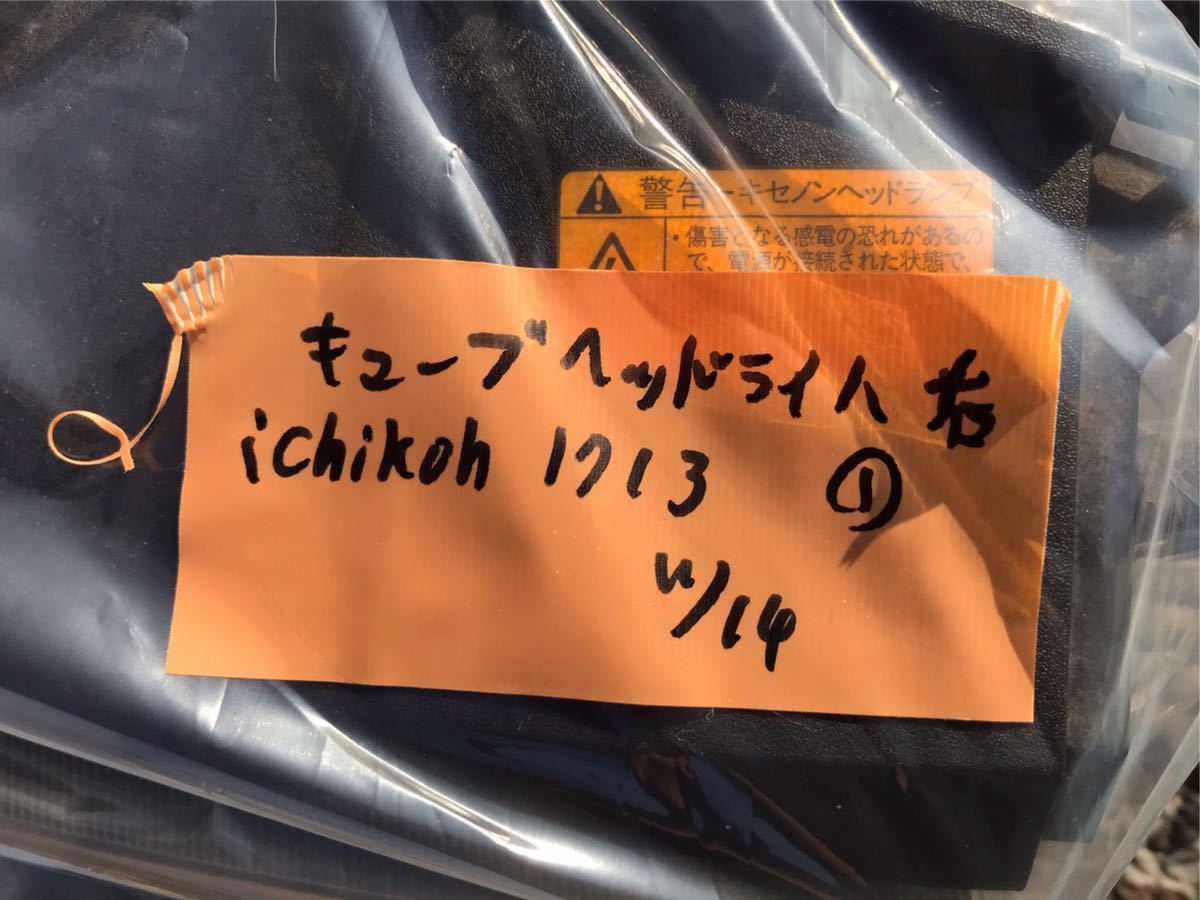 警告ーキセノンヘッドランプ
・傷害となる感電の恐れがあるの
で、電源が接続された状態で、
キューブヘッドライト 右
ichikoh 1713 ①
11/14